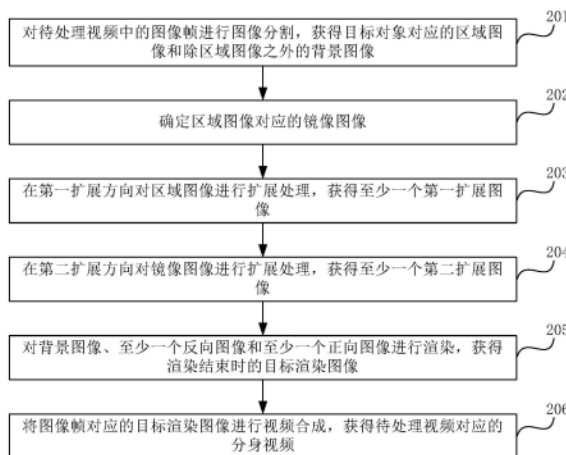 201
对待处理视频中的图像帧进行图像分割，获得目标对象对应的区域图
像和除区域图像之外的背景图像
202
确定区域图像对应的镜像图像
203
在第一扩展方向对区域图像进行扩展处理，获得至少一个第一扩展图
像
204
在第二扩展方向对镜像图像进行扩展处理，获得至少一个第二扩展图
像
205
对背景图像、至少一个反向图像和至少一个正向图像进行渲染，获得
渲染结束时的目标渲染图像
206
将图像帧对应的目标渲染图像进行视频合成，获得待处理视频对应的
分身视频